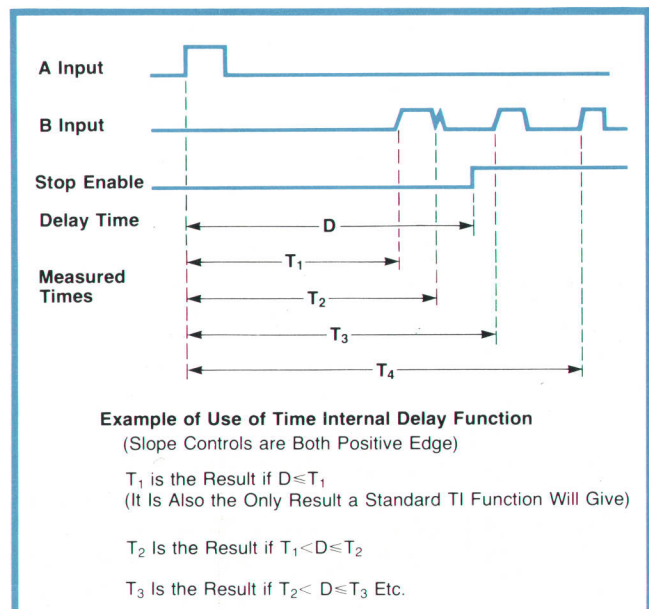 A Input
B Input
Stop Enable
Delay Time
D
T₁
Measured
Times
T₂
T₃
T₄
Example of Use of Time Internal Delay Function
(Slope Controls are Both Positive Edge)
T₁ is the Result if D≤T₁
(It Is Also the Only Result a Standard TI Function Will Give)
T₂ Is the Result if T₁<D≤T₂
T₃ Is the Result if T₂< D≤T₃ Etc.